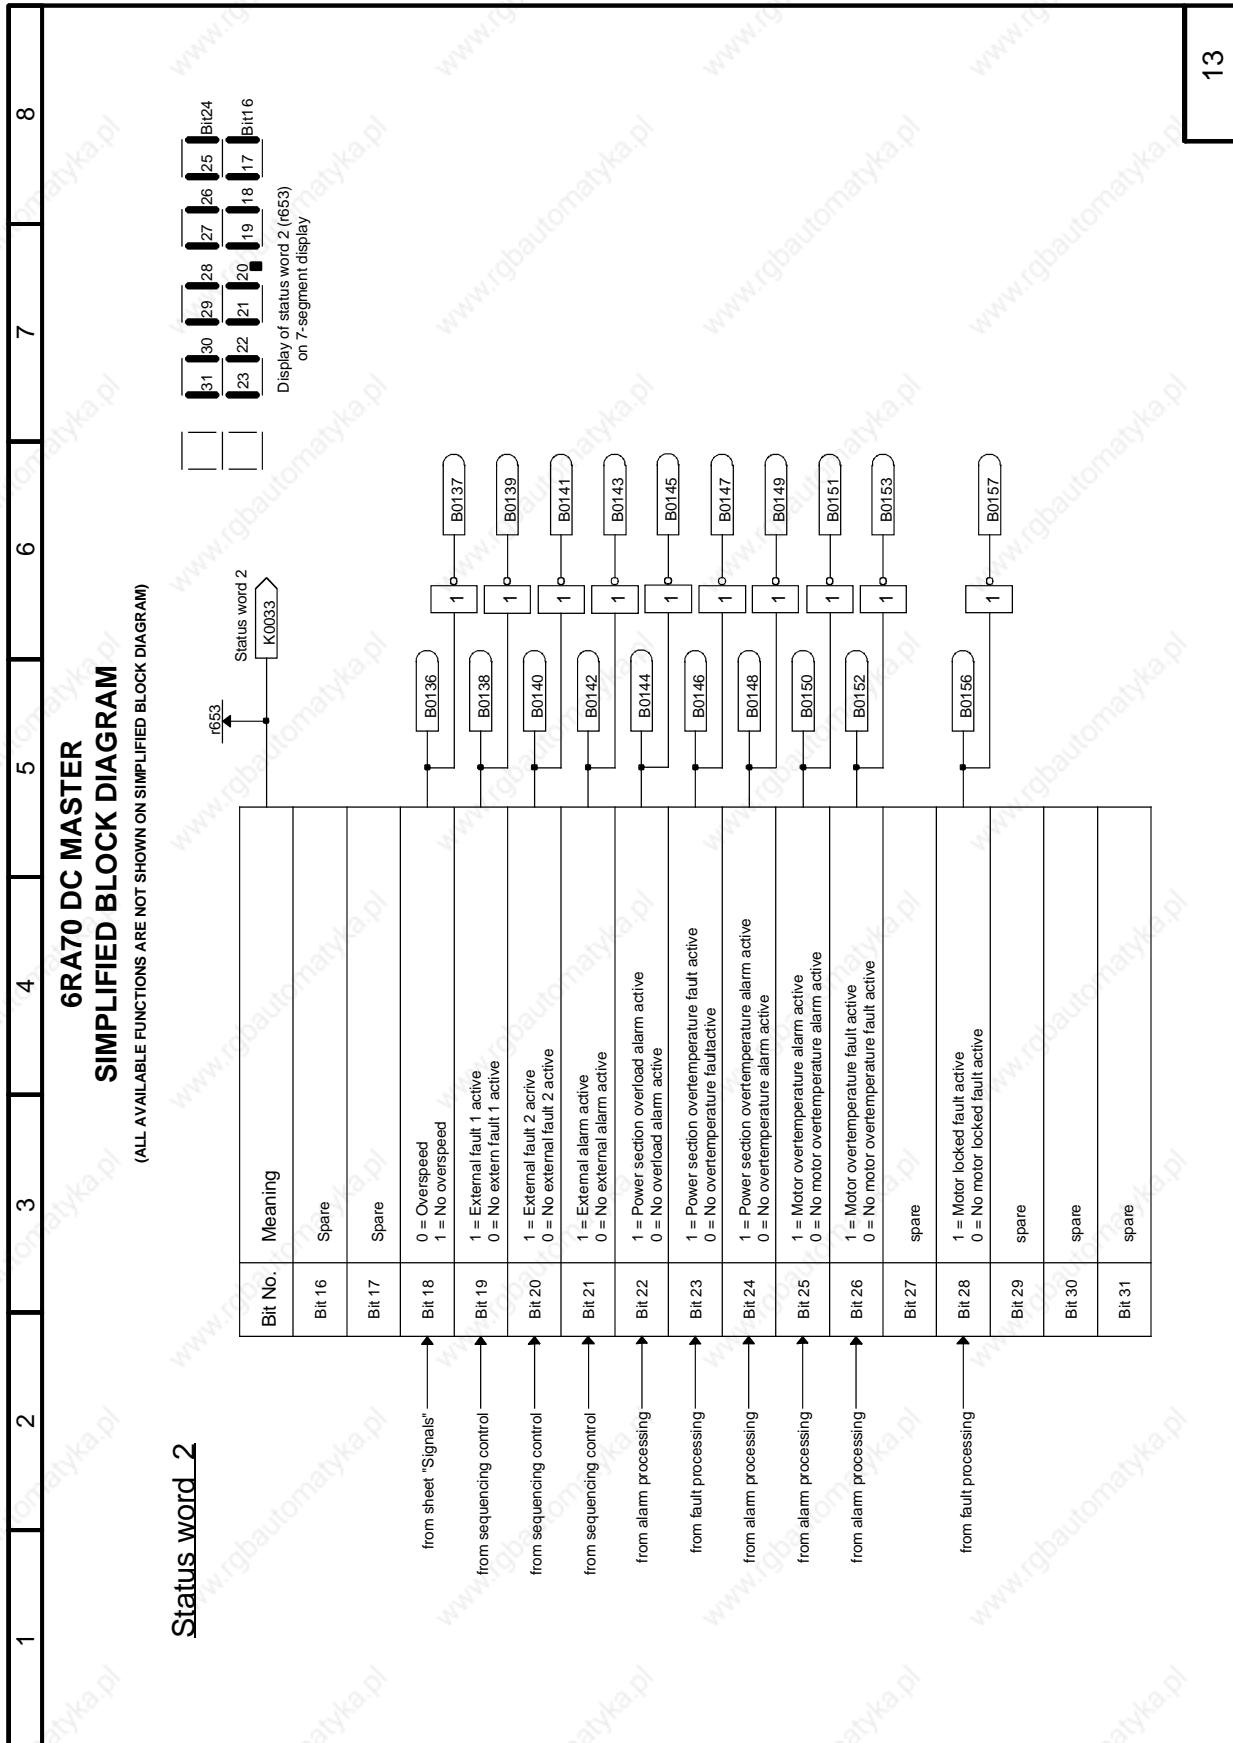 1 2 3 4 5 6 7 8
6RA70 DC MASTER
SIMPLIFIED BLOCK DIAGRAM
(ALL AVAILABLE FUNCTIONS ARE NOT SHOWN ON SIMPLIFIED BLOCK DIAGRAM)
Status word 2
31 30 29 28 27 26 25 Bit24
23 22 21 20 19 18 17 Bit16
Display of status word 2 (r653)
on 7-segment display
r653
Status word 2
K0033
Bit No. Meaning
Bit 16 Spare
Bit 17 Spare
from sheet "Signals" Bit 18 0 = Overspeed
1 = No overspeed
B0136
1 B0137
from sequencing control Bit 19 1 = External fault 1 active
0 = No extern fault 1 active
B0138
1 B0139
from sequencing control Bit 20 1 = External fault 2 acrive
0 = No external fault 2 active
B0140
1 B0141
from sequencing control Bit 21 1 = External alarm active
0 = No external alarm active
B0142
1 B0143
from alarm processing Bit 22 1 = Power section overload alarm active
0 = No overload alarm active
B0144
1 B0145
from fault processing Bit 23 1 = Power section overtemperature fault active
0 = No overtemperature faultactive
B0146
1 B0147
from alarm processing Bit 24 1 = Power section overtemperature alarm active
0 = No overtemperature alarm active
B0148
1 B0149
from alarm processing Bit 25 1 = Motor overtemperature alarm active
0 = No motor overtemperature alarm active
B0150
1 B0151
from alarm processing Bit 26 1 = Motor overtemperature fault active
0 = No motor overtemperature fault active
B0152
1 B0153
Bit 27 spare
from fault processing Bit 28 1 = Motor locked fault active
0 = No motor locked fault active
B0156
1 B0157
Bit 29 spare
Bit 30 spare
Bit 31 spare
13
www.rgbautomatyka.pl